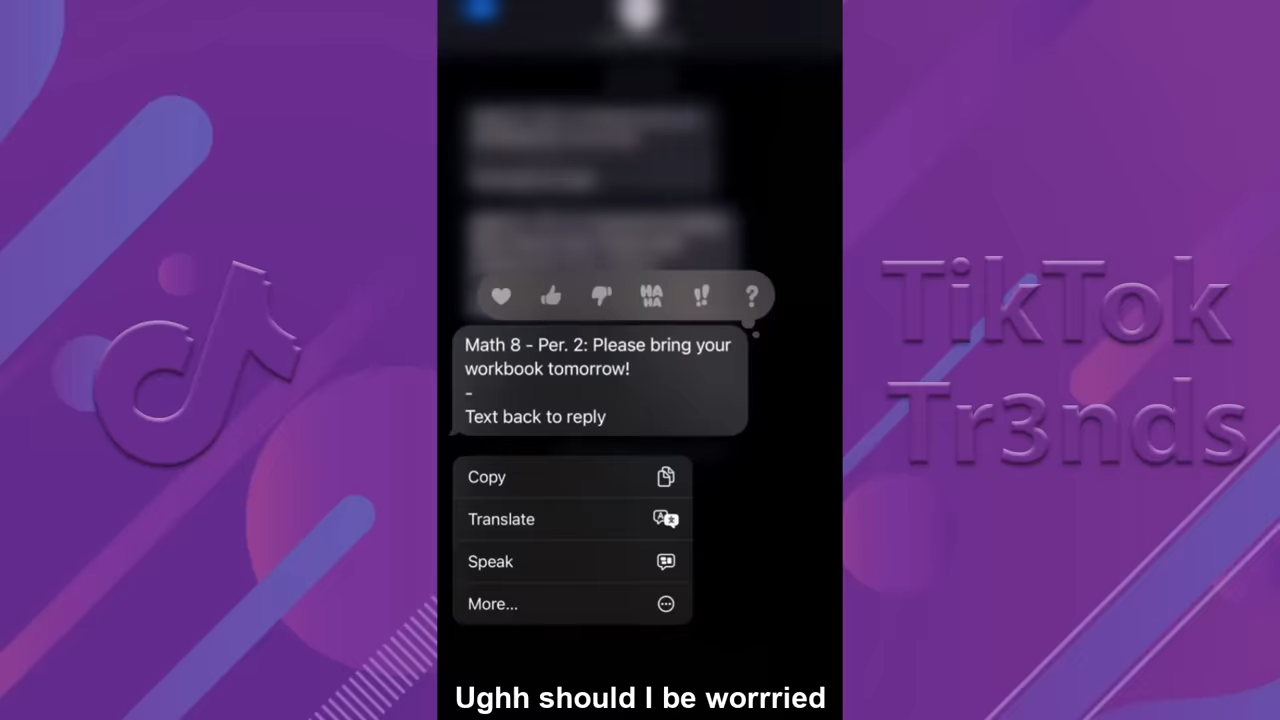 HA
HA
Math 8 - Per. 2: Please bring your
workbook tomorrow!
-
Text back to reply
Copy
Translate
Speak
More...
TikTok
Tr3nds
Ughh should I be worrried